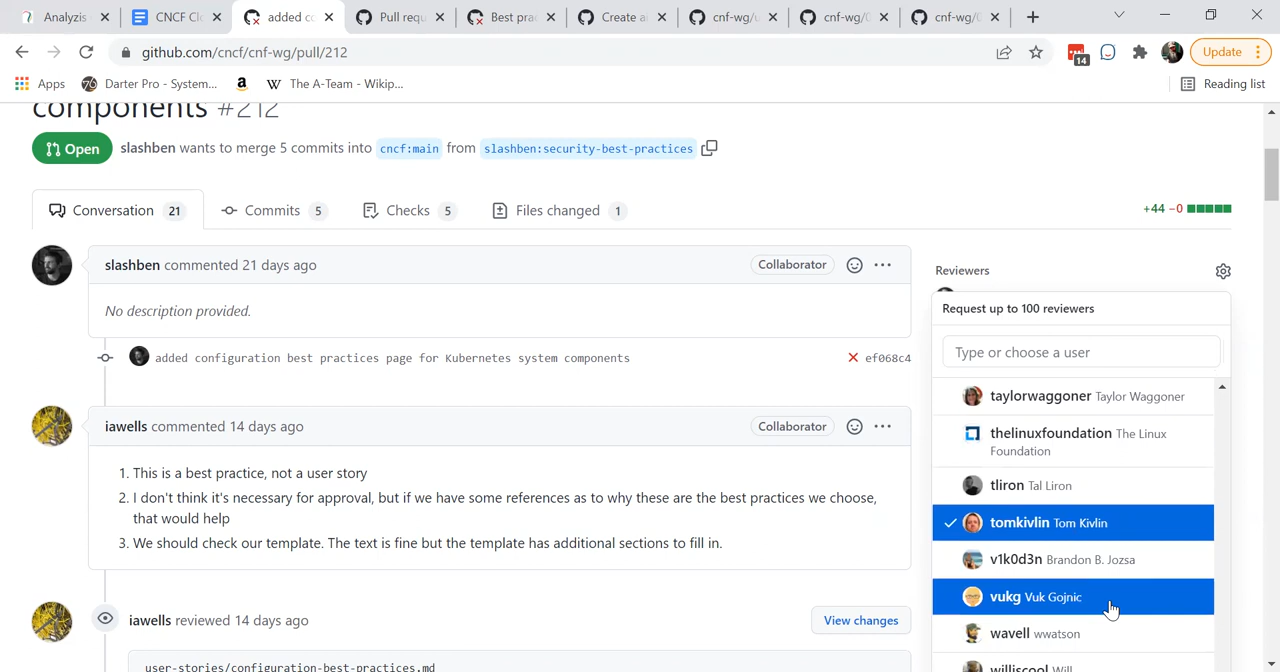 Analyzis
CNCF Cl
added co
Pull requ
Best prac
Create ai
cnf-wg/u
cnf-wg/0
cnf-wg/0
github.com/cncf/cnf-wg/pull/212
14
Update
Apps
76
Darter Pro - System...
a
W
The A-Team - Wikip...
Reading list
components #212
Open
slashben wants to merge 5 commits into cncf:main from slashben:security-best-practices
Conversation 21
Commits 5
Checks 5
Files changed 1
+44 −0
slashben commented 21 days ago
Collaborator
No description provided.
added configuration best practices page for Kubernetes system components
ef068c4
iawells commented 14 days ago
Collaborator
1. This is a best practice, not a user story
2. I don't think it's necessary for approval, but if we have some references as to why these are the best practices we choose,
that would help
3. We should check our template. The text is fine but the template has additional sections to fill in.
iawells reviewed 14 days ago
View changes
user-stories/configuration-best-practices.md
Reviewers
Request up to 100 reviewers
Type or choose a user
taylorwaggoner Taylor Waggoner
thelinuxfoundation The Linux
Foundation
tliron Tal Liron
tomkivlin Tom Kivlin
v1k0d3n Brandon B. Jozsa
vukg Vuk Gojnic
wavell wwatson
williscool Will